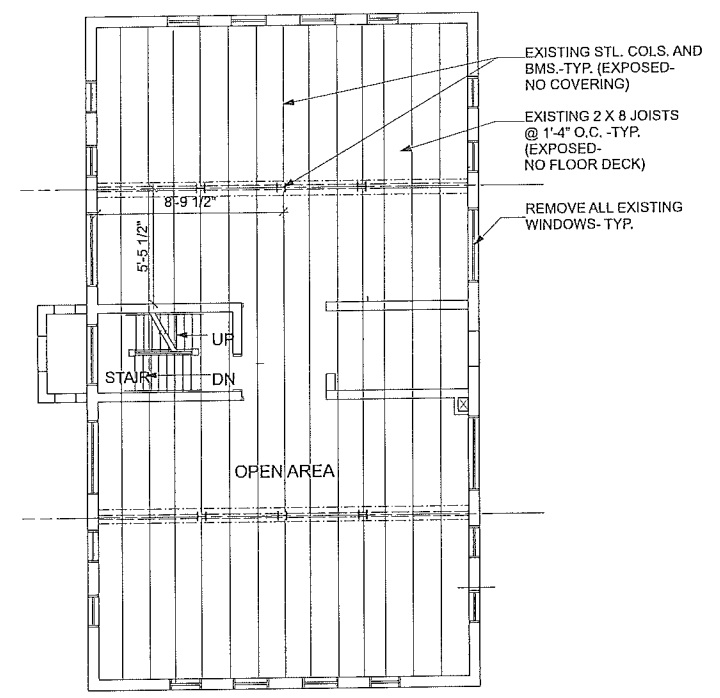 EXISTING STL. COLS. AND
BMS.-TYP. (EXPOSED-
NO COVERING)
EXISTING 2 X 8 JOISTS
@ 1'-4" O.C. -TYP.
(EXPOSED-
NO FLOOR DECK)
REMOVE ALL EXISTING
WINDOWS- TYP.
8'-9 1/2"
5'-5 1/2"
UP
STAIR
DN
OPEN AREA